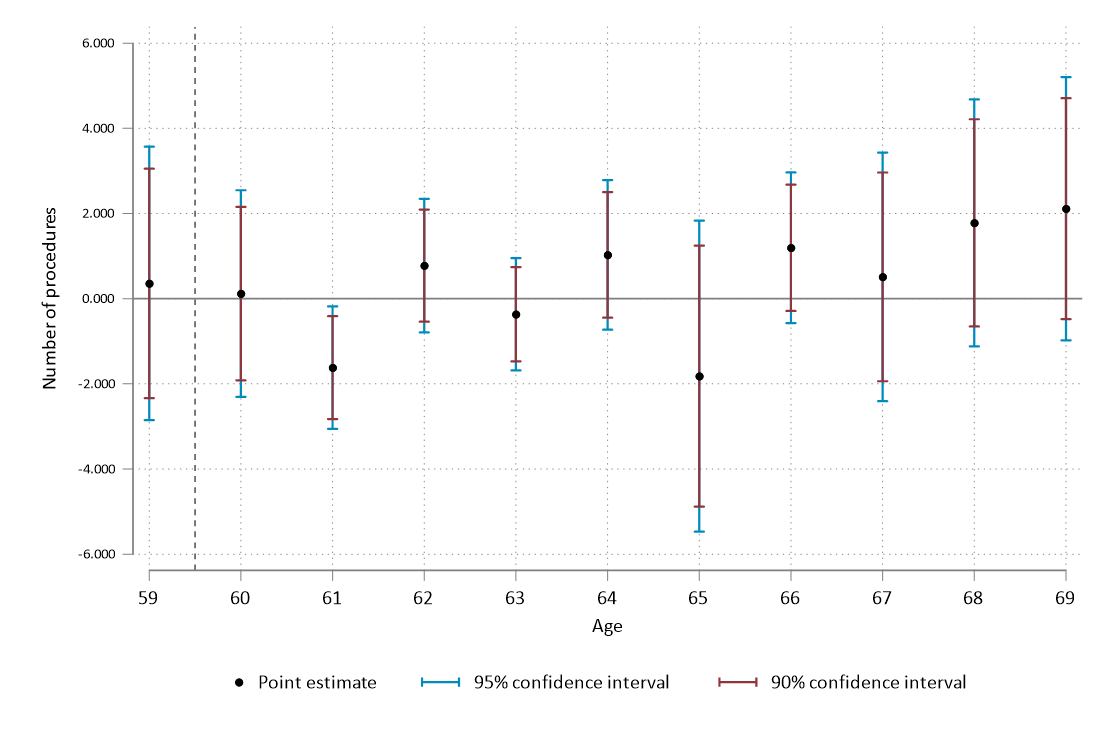 6.000
4.000
2.000
0.000
-2.000
-4.000
-6.000
Number of procedures
59 60 61 62 63 64 65 66 67 68 69
Age
Point estimate 95% confidence interval 90% confidence interval